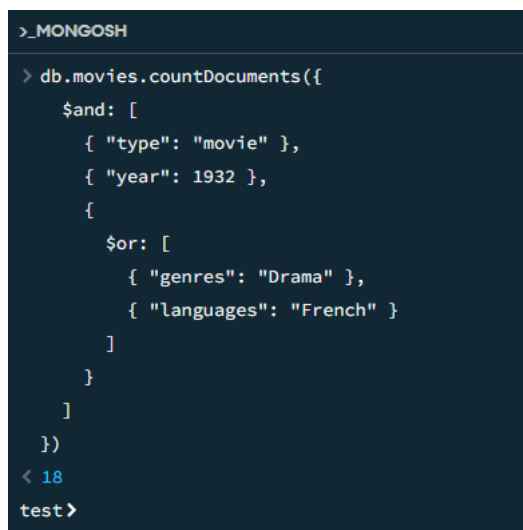 >_MONGOSH
> db.movies.countDocuments({
$and: [
{ "type": "movie" },
{ "year": 1932 },
{
$or: [
{ "genres": "Drama" },
{ "languages": "French" }
]
}
]
})
< 18
test>